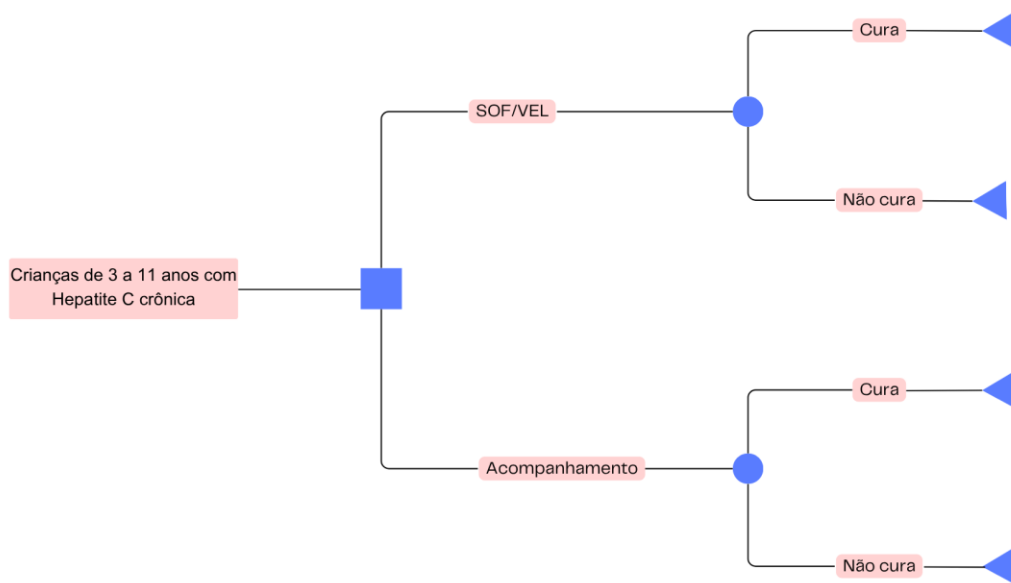 Cura
SOF/VEL
Não cura
Crianças de 3 a 11 anos com
Hepatite C crônica
Cura
Acompanhamento
Não cura